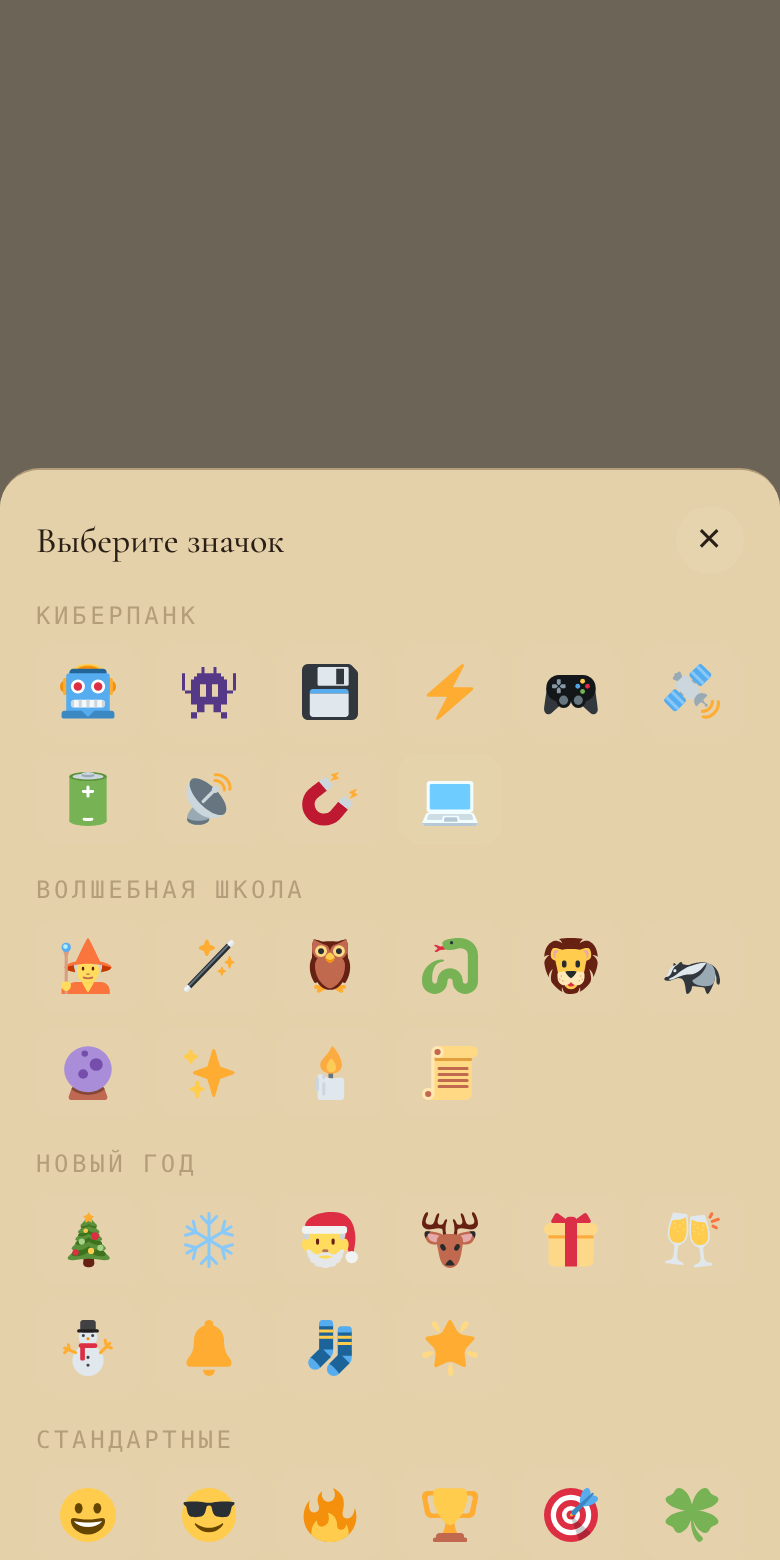 Выберите значок
КИБЕРПАНК
ВОЛШЕБНАЯ ШКОЛА
НОВЫЙ ГОД
СТАНДАРТНЫЕ